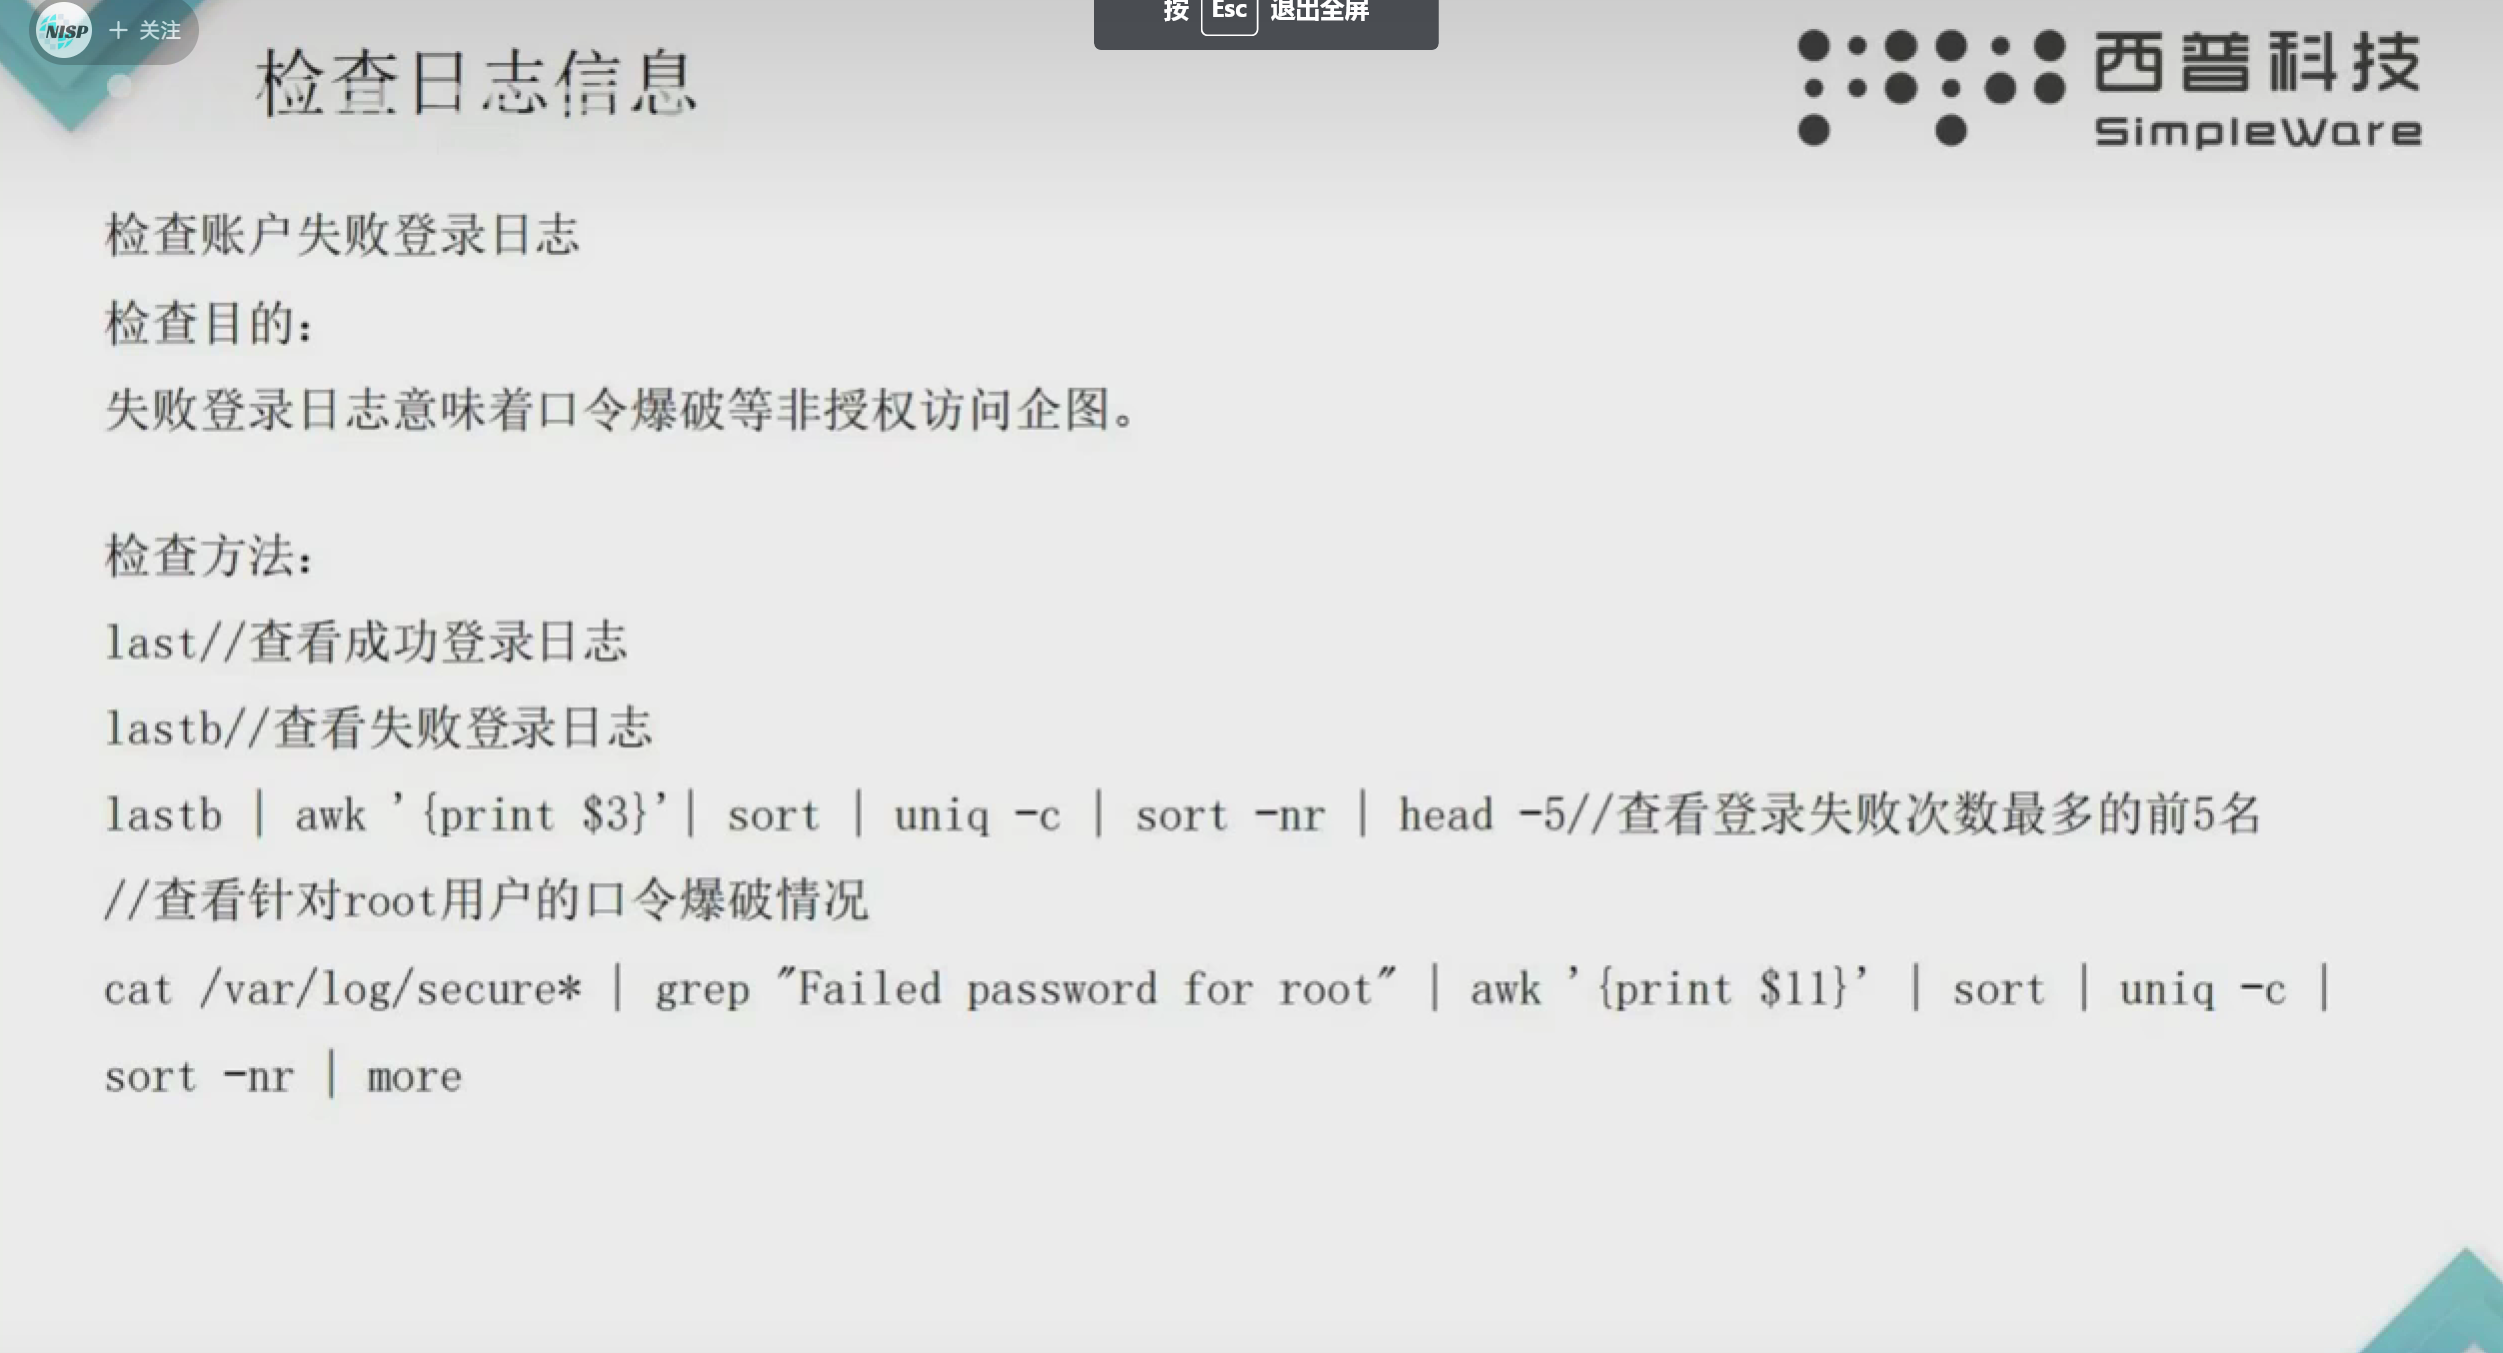 NISP
+ 关注
按 Esc 退出全屏
检查日志信息
西普科技
SimpleWare
检查账户失败登录日志
检查目的：
失败登录日志意味着口令爆破等非授权访问企图。
检查方法：
last//查看成功登录日志
lastb//查看失败登录日志
lastb | awk '{print $3}'| sort | uniq -c | sort -nr | head -5//查看登录失败次数最多的前5名
//查看针对root用户的口令爆破情况
cat /var/log/secure* | grep "Failed password for root" | awk '{print $11}' | sort | uniq -c |
sort -nr | more